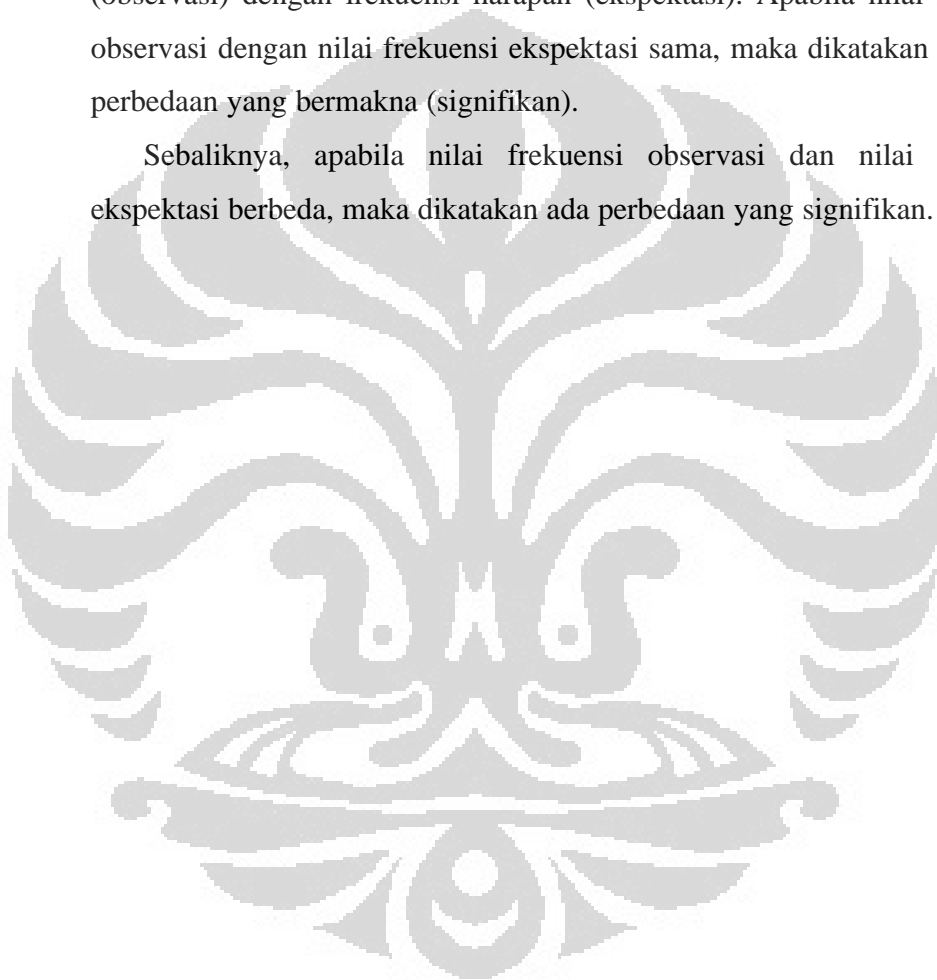 (observasi) dengan frekuensi harapan (ekspektasi). Apabila nilai
observasi dengan nilai frekuensi ekspektasi sama, maka dikatakan
perbedaan yang bermakna (signifikan).
Sebaliknya, apabila nilai frekuensi observasi dan nilai
ekspektasi berbeda, maka dikatakan ada perbedaan yang signifikan.